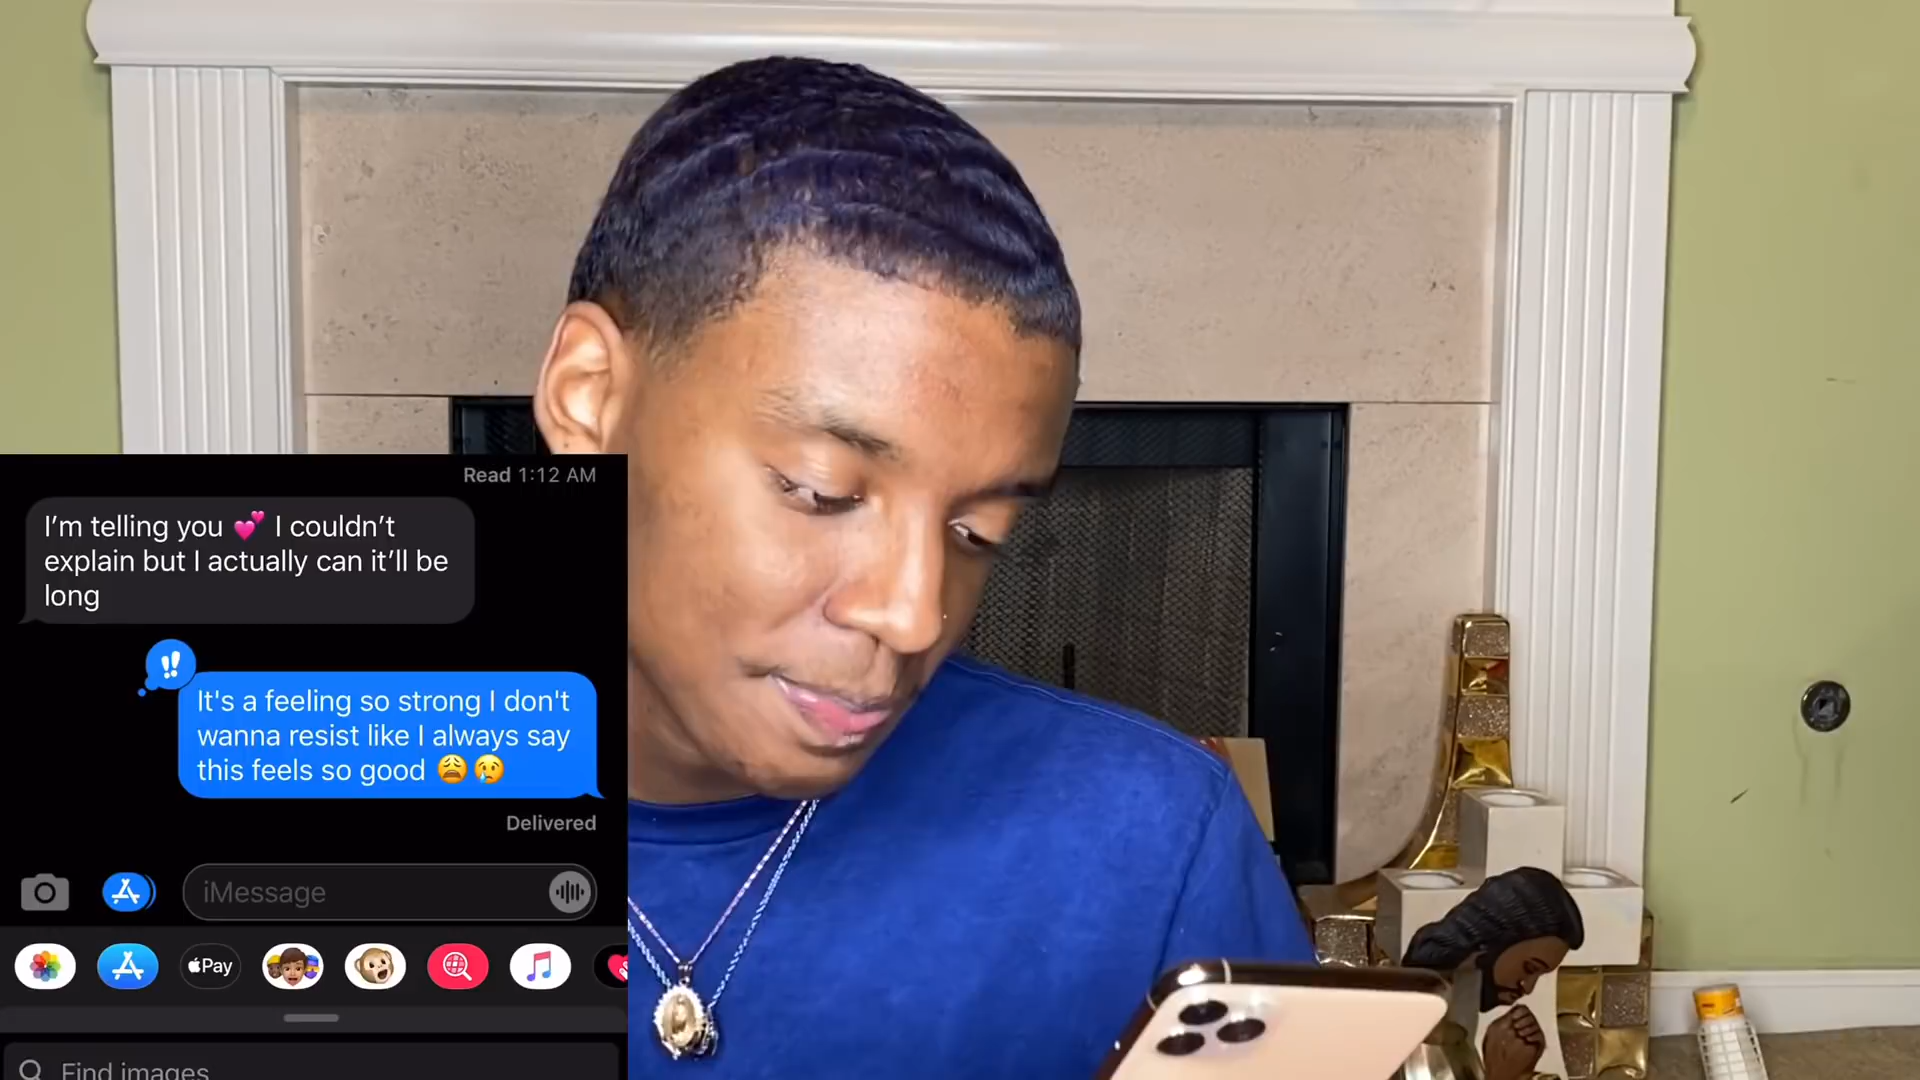 Read 1:12 AM
I’m telling you 💕 I couldn’t
explain but I actually can it’ll be
long
It's a feeling so strong I don't
wanna resist like I always say
this feels so good 😩😢
Delivered
iMessage
Pay
Find images